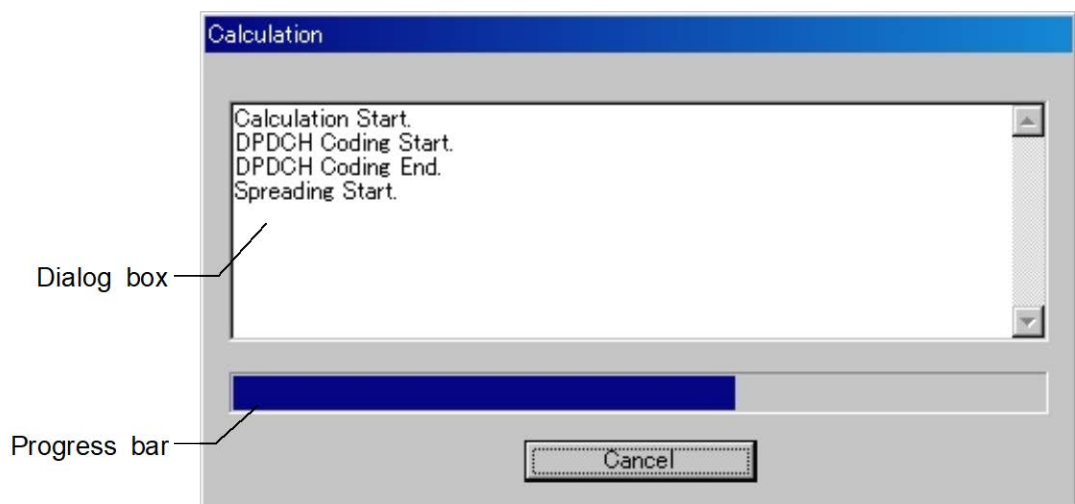 Calculation
Calculation Start.
DPDCH Coding Start.
DPDCH Coding End.
Spreading Start.
Dialog box
Progress bar
Cancel